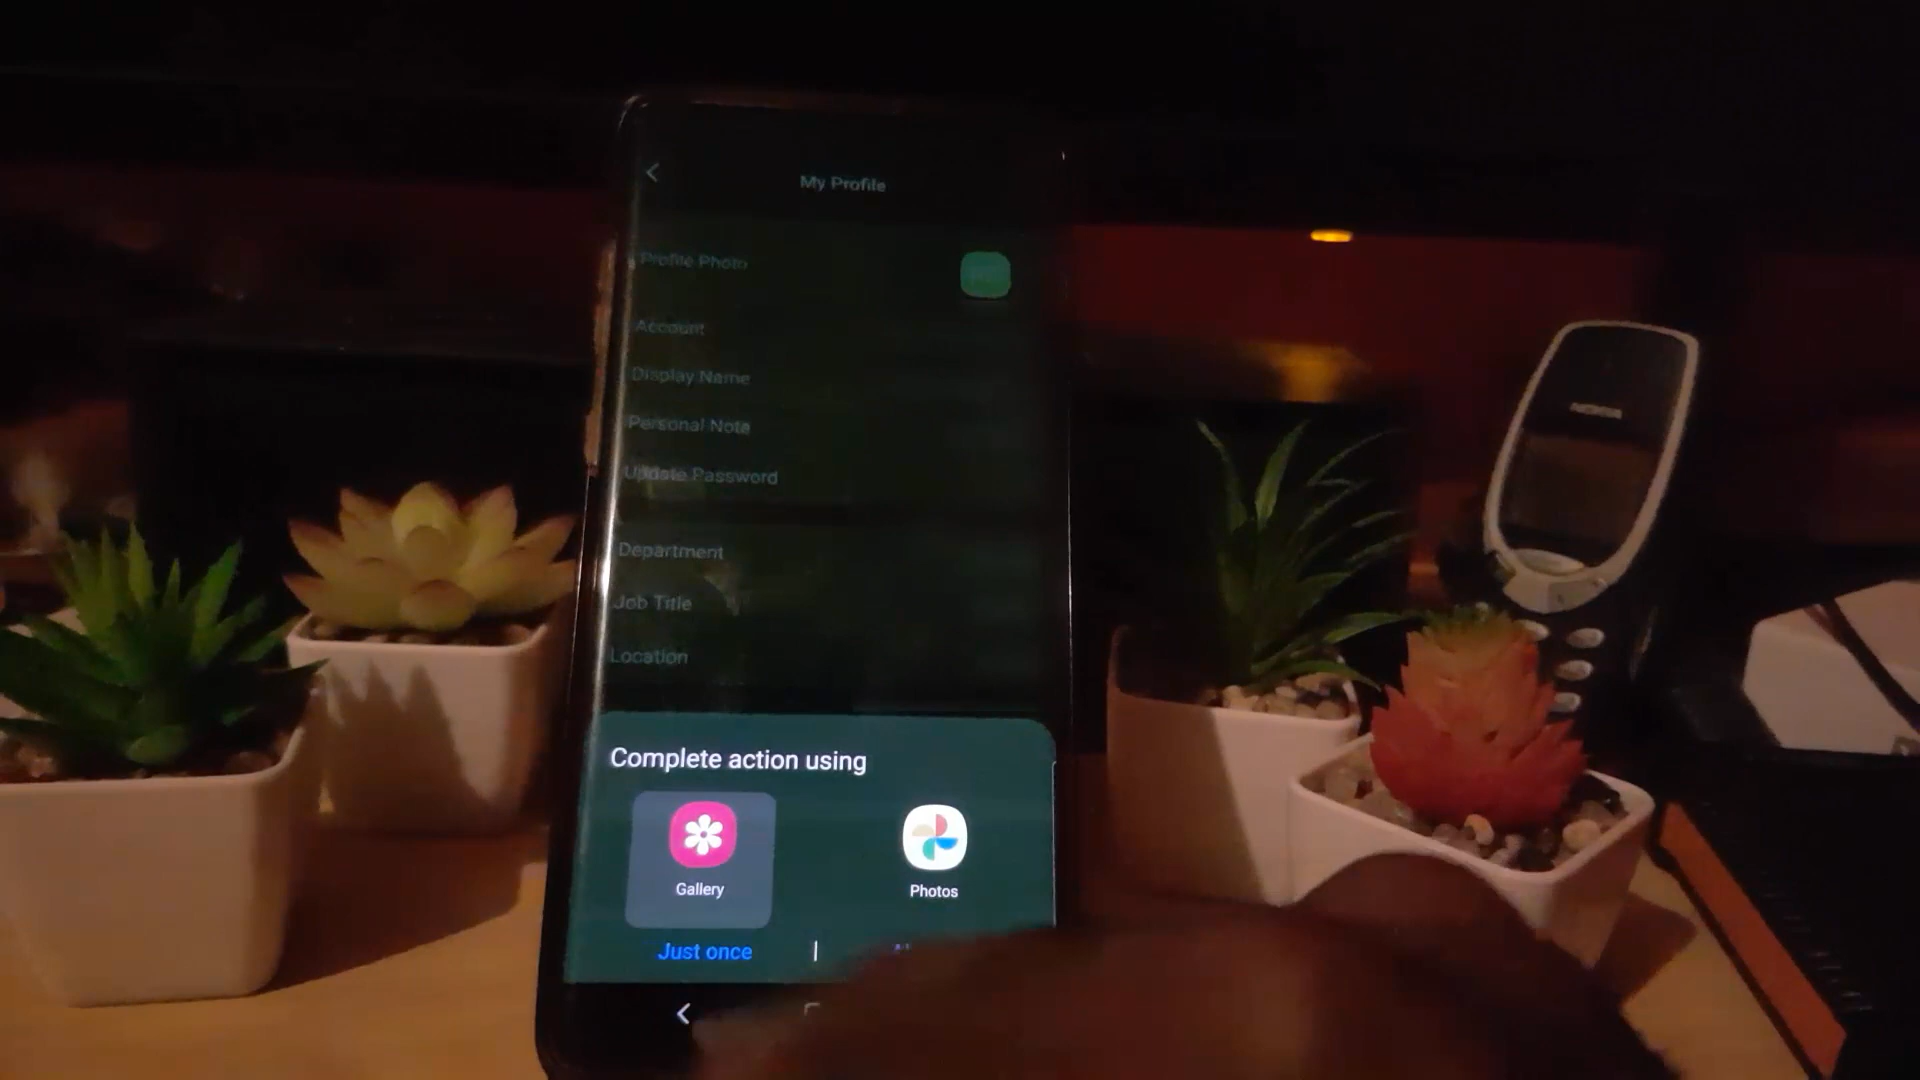 My Profile
Profile Photo
Account
Display Name
Personal Note
Update Password
Department
Job Title
Location
Complete action using
Gallery
Photos
Just once
NOKIA